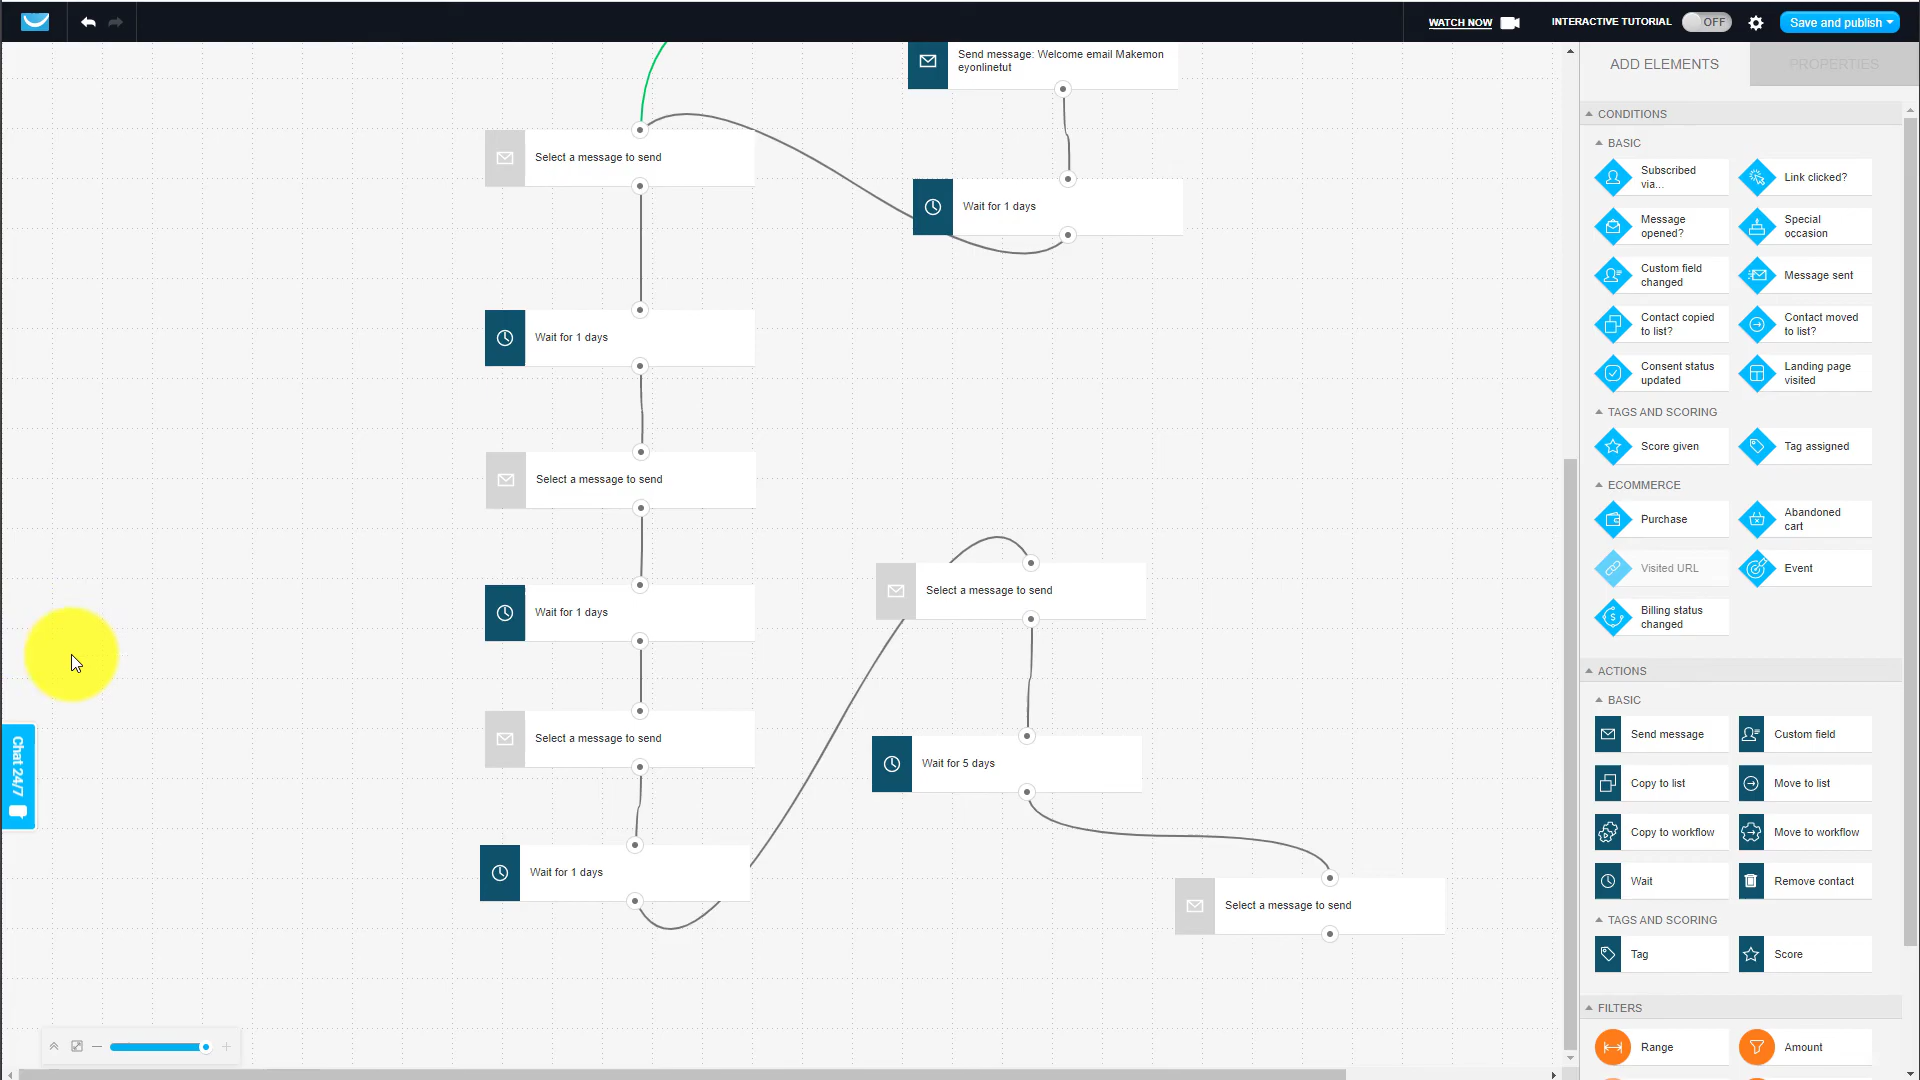 WATCH NOW
INTERACTIVE TUTORIAL
OFF
Save and publish
Send message: Welcome email Makemon
eyonlinetut
Select a message to send
Wait for 1 days
Wait for 1 days
Select a message to send
Wait for 1 days
Select a message to send
Select a message to send
Wait for 5 days
Wait for 1 days
Select a message to send
Chat 24/7
ADD ELEMENTS
PROPERTIES
CONDITIONS
BASIC
Subscribed
via...
Link clicked?
Message
opened?
Special
occasion
Custom field
changed
Message sent
Contact copied
to list?
Contact moved
to list?
Consent status
updated
Landing page
visited
TAGS AND SCORING
Score given
Tag assigned
ECOMMERCE
Purchase
Abandoned
cart
Visited URL
Event
Billing status
changed
ACTIONS
BASIC
Send message
Custom field
Copy to list
Move to list
Copy to workflow
Move to workflow
Wait
Remove contact
TAGS AND SCORING
Tag
Score
FILTERS
Range
Amount